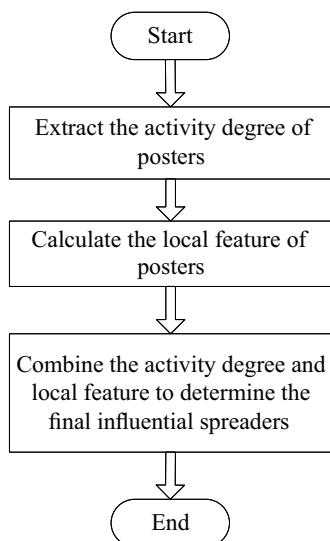 Start
Extract the activity degree of
posters
Calculate the local feature of
posters
Combine the activity degree and
local feature to determine the
final influential spreaders
End